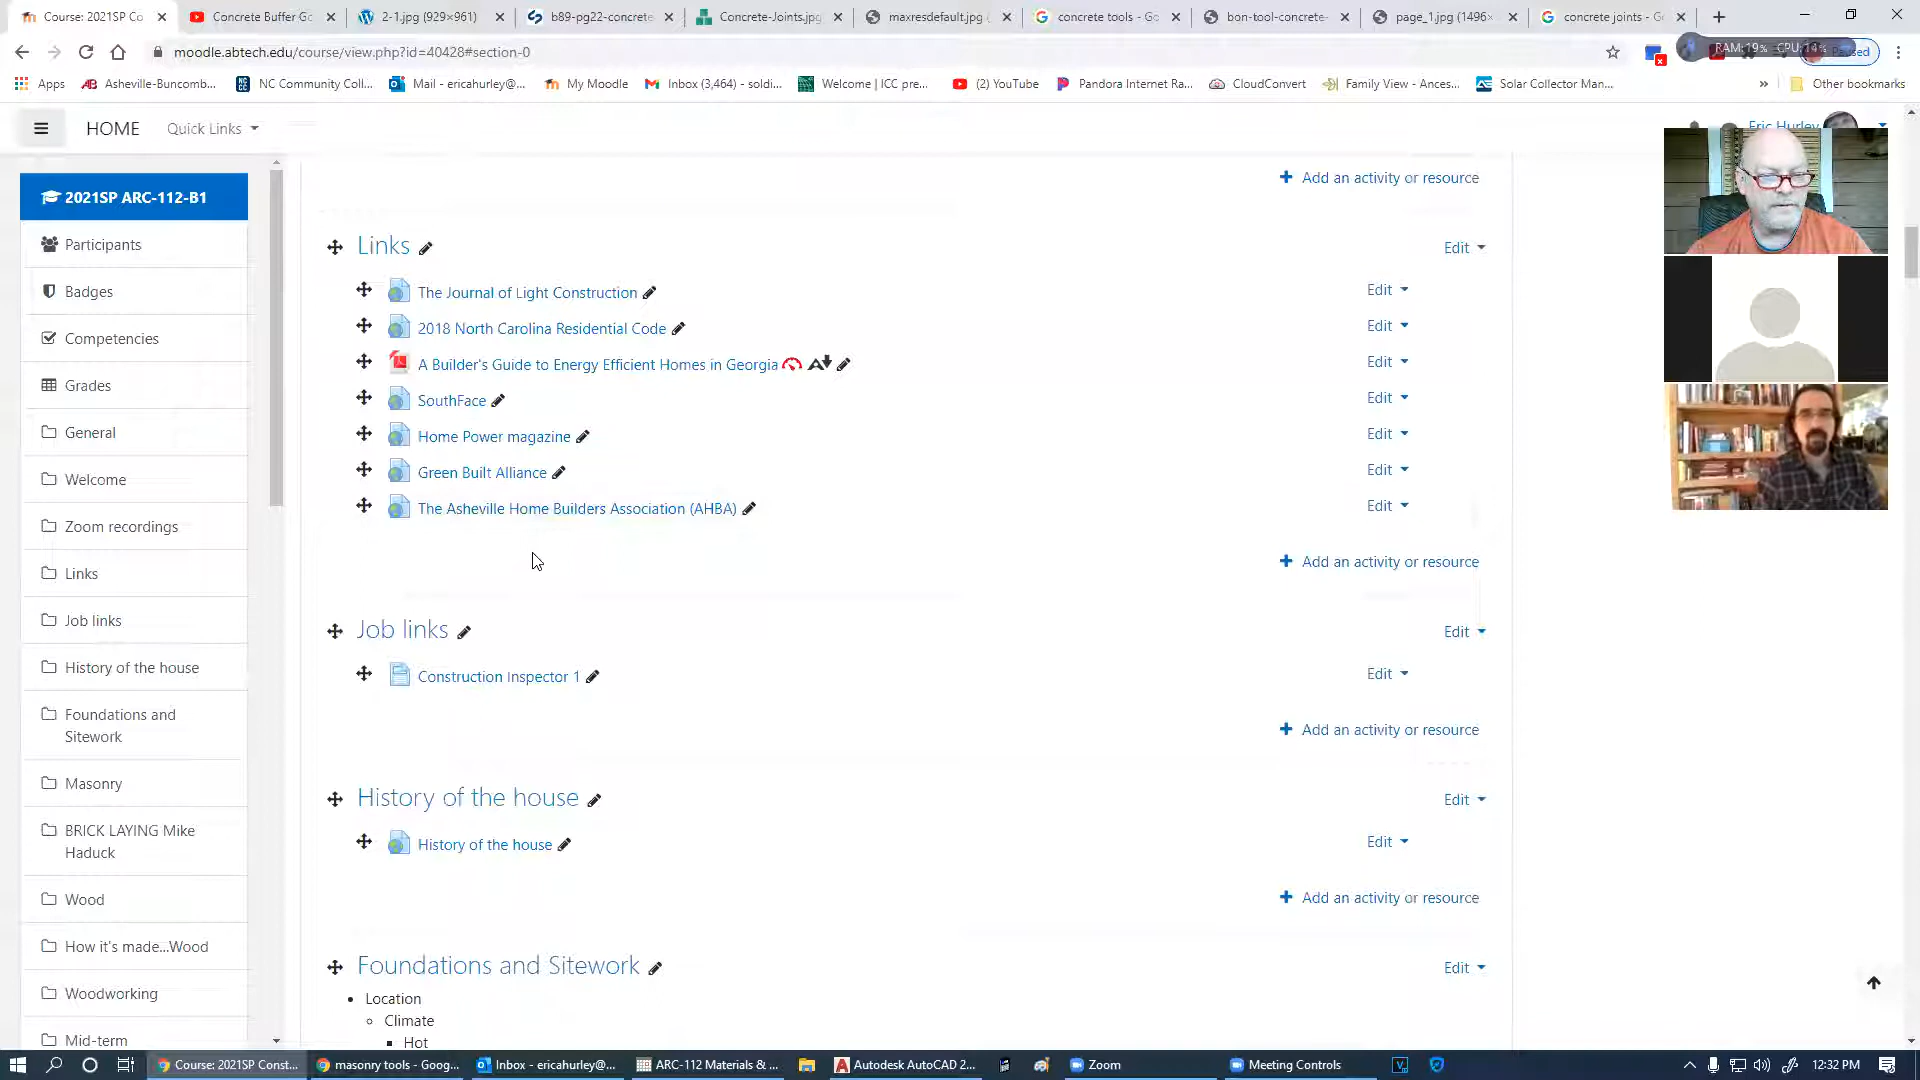 Course: 2021SP Co
Concrete Buffer Go
2-1.jpg (929×961)
b89-pg22-concrete
Concrete-Joints.jpg
maxresdefault.jpg
concrete tools - Go
bon-tool-concrete-
page_1.jpg (1496×
concrete joints - G
moodle.abtech.edu/course/view.php?id=40428#section-0
RAM:19% CPU:14%
Paused
Apps
Asheville-Buncomb...
NC Community Coll...
Mail - ericahurley@...
My Moodle
Inbox (3,464) - soldi...
Welcome | ICC pre...
(2) YouTube
Pandora Internet Ra...
CloudConvert
Family View - Ances...
Solar Collector Man...
»
Other bookmarks
HOME
Quick Links
Eric Hurley
2021SP ARC-112-B1
Participants
Badges
Competencies
Grades
General
Welcome
Zoom recordings
Links
Job links
History of the house
Foundations and
Sitework
Masonry
BRICK LAYING Mike
Haduck
Wood
How it's made...Wood
Woodworking
Mid-term
Add an activity or resource
Links
Edit
The Journal of Light Construction
Edit
2018 North Carolina Residential Code
Edit
A Builder's Guide to Energy Efficient Homes in Georgia
Edit
SouthFace
Edit
Home Power magazine
Edit
Green Built Alliance
Edit
The Asheville Home Builders Association (AHBA)
Edit
Add an activity or resource
Job links
Edit
Construction Inspector 1
Edit
Add an activity or resource
History of the house
Edit
History of the house
Edit
Add an activity or resource
Foundations and Sitework
Edit
Location
Climate
Hot
Course: 2021SP Const...
masonry tools - Goog...
Inbox - ericahurley@...
ARC-112 Materials & ...
Autodesk AutoCAD 2...
Zoom
Meeting Controls
12:32 PM